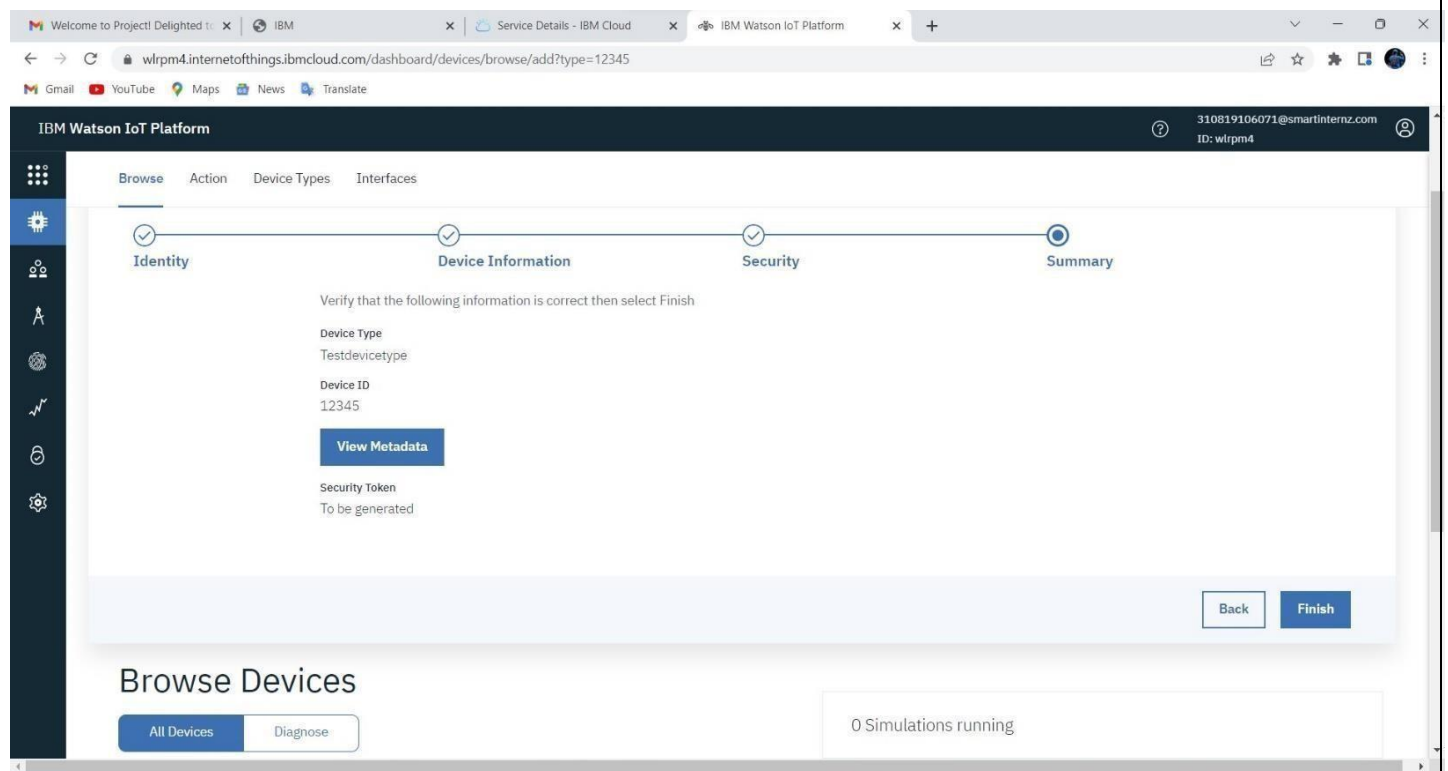 Welcome to Project! Delighted to
IBM
Service Details - IBM Cloud
IBM Watson IoT Platform
wlrpm4.internetofthings.ibmcloud.com/dashboard/devices/browse/add?type=12345
Gmail YouTube Maps News Translate
IBM Watson IoT Platform
310819106071@smartinternz.com
ID: wlrpm4
Browse Action Device Types Interfaces
Identity Device Information Security Summary
Verify that the following information is correct then select Finish
Device Type
Testdevicetype
Device ID
12345
View Metadata
Security Token
To be generated
Back Finish
Browse Devices
All Devices Diagnose
0 Simulations running